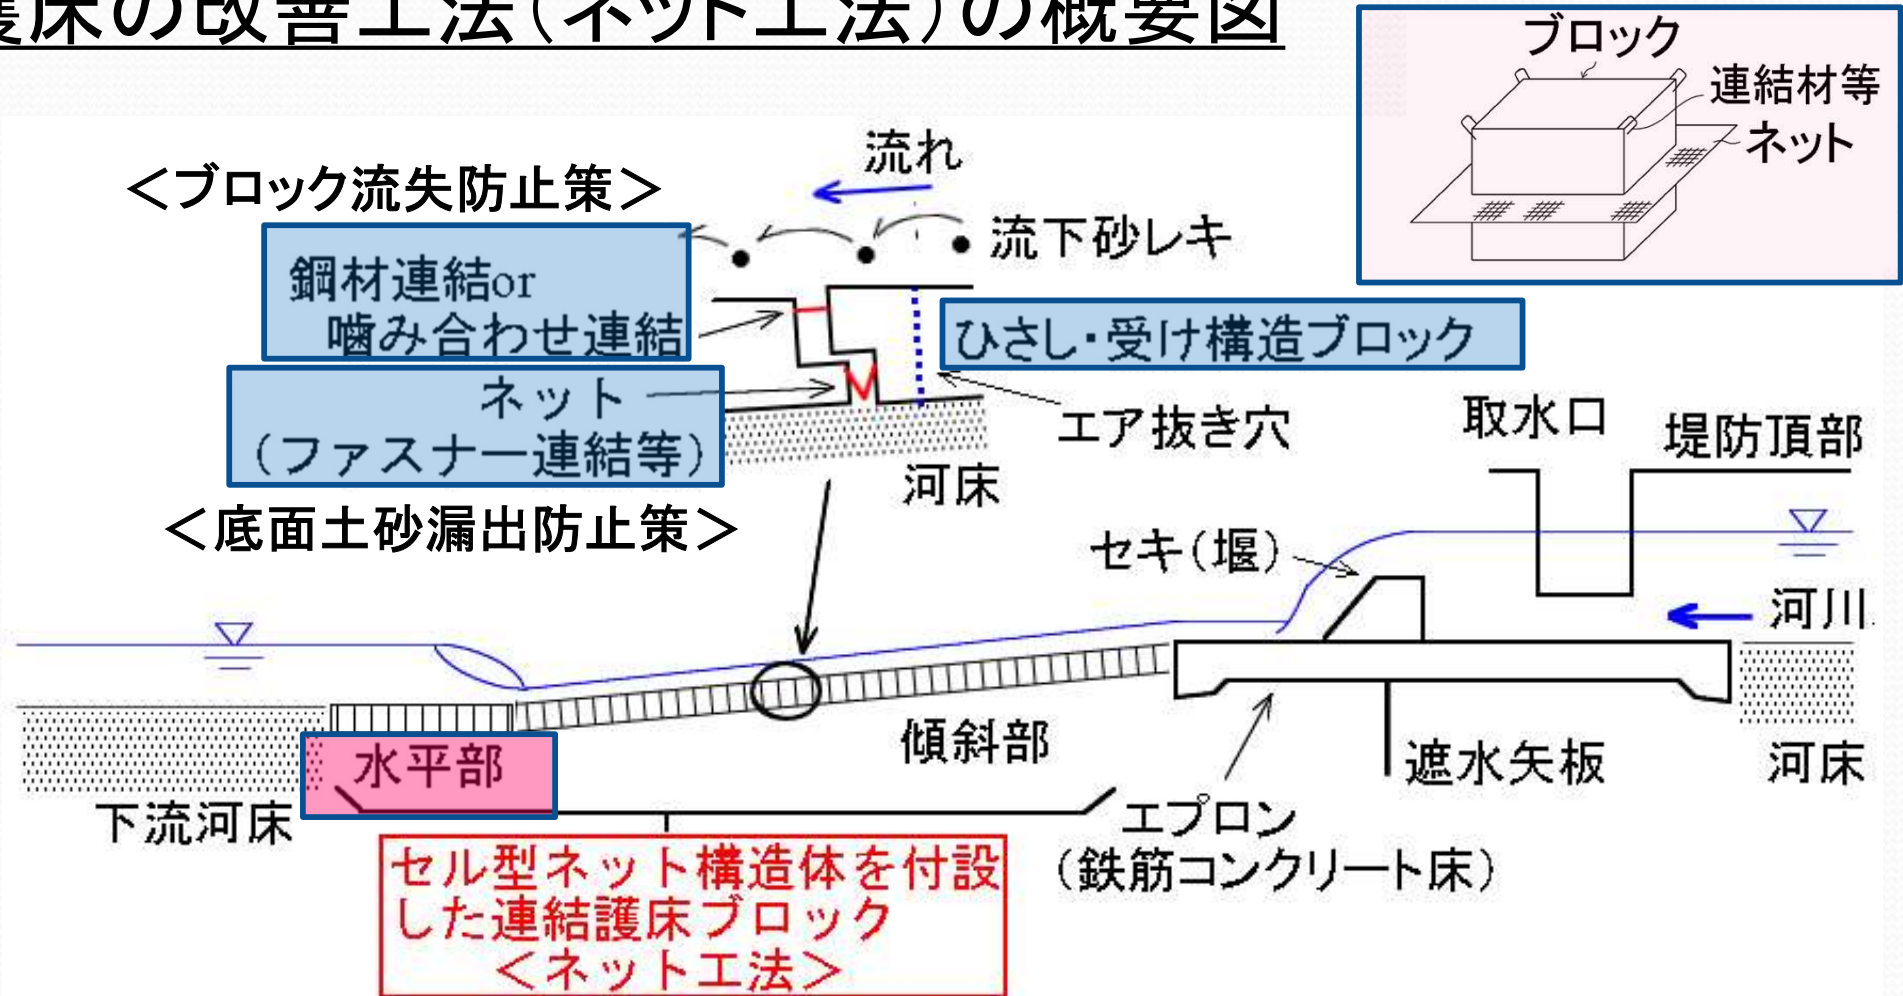 護床の改善工法(ネット工法)の概要図
ブロック
連結材等
ネット
流れ
＜ブロック流失防止策＞
流下砂レキ
鋼材連結or
噛み合わせ連結
ひさし・受け構造ブロック
ネット
(ファスナー連結等)
エア抜き穴
取水口
堤防頂部
河床
＜底面土砂漏出防止策＞
セキ(堰)
河川
水平部
傾斜部
遮水矢板
河床
下流河床
エプロン
(鉄筋コンクリート床)
セル型ネット構造体を付設
した連結護床ブロック
＜ネット工法＞